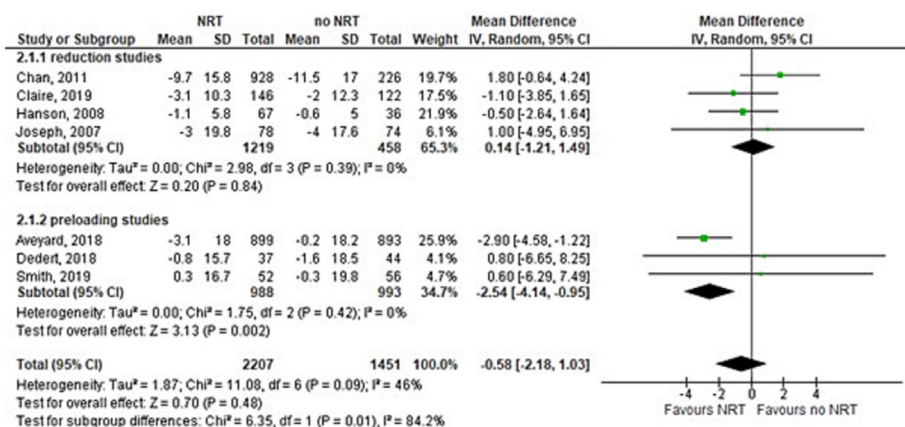 NRT no NRT Mean Difference Mean Difference
Study or Subgroup Mean SD Total Mean SD Total Weight IV, Random, 95% CI IV, Random, 95% CI
2.1.1 reduction studies
Chan, 2011 -9.7 15.8 928 -11.5 17 226 19.7% 1.80 [-0.64, 4.24]
Claire, 2019 -3.1 10.3 146 -2 12.3 122 17.5% -1.10 [-3.85, 1.65]
Hanson, 2008 -1.1 5.8 67 -0.6 5 36 21.9% -0.50 [-2.64, 1.64]
Joseph, 2007 -3 19.8 78 -4 17.6 74 6.1% 1.00 [-4.95, 6.95]
Subtotal (95% CI) 1219 458 65.3% 0.14 [-1.21, 1.49]
Heterogeneity: Tau² = 0.00; Chi² = 2.98, df = 3 (P = 0.39); I² = 0%
Test for overall effect: Z = 0.20 (P = 0.84)
2.1.2 preloading studies
Aveyard, 2018 -3.1 18 899 -0.2 18.2 893 25.9% -2.90 [-4.58, -1.22]
Dedert, 2018 -0.8 15.7 37 -1.6 18.5 44 4.1% 0.80 [-6.65, 8.25]
Smith, 2019 0.3 16.7 52 -0.3 19.8 56 4.7% 0.60 [-6.29, 7.49]
Subtotal (95% CI) 988 993 34.7% -2.54 [-4.14, -0.95]
Heterogeneity: Tau² = 0.00; Chi² = 1.75, df = 2 (P = 0.42); I² = 0%
Test for overall effect: Z = 3.13 (P = 0.002)
Total (95% CI) 2207 1451 100.0% -0.58 [-2.18, 1.03]
Heterogeneity: Tau² = 1.87; Chi² = 11.08, df = 6 (P = 0.09); I² = 46%
Test for overall effect: Z = 0.70 (P = 0.48)
Test for subgroup differences: Chi² = 6.35, df = 1 (P = 0.01), I² = 84.2%
-4 -2 0 2 4
Favours NRT Favours no NRT